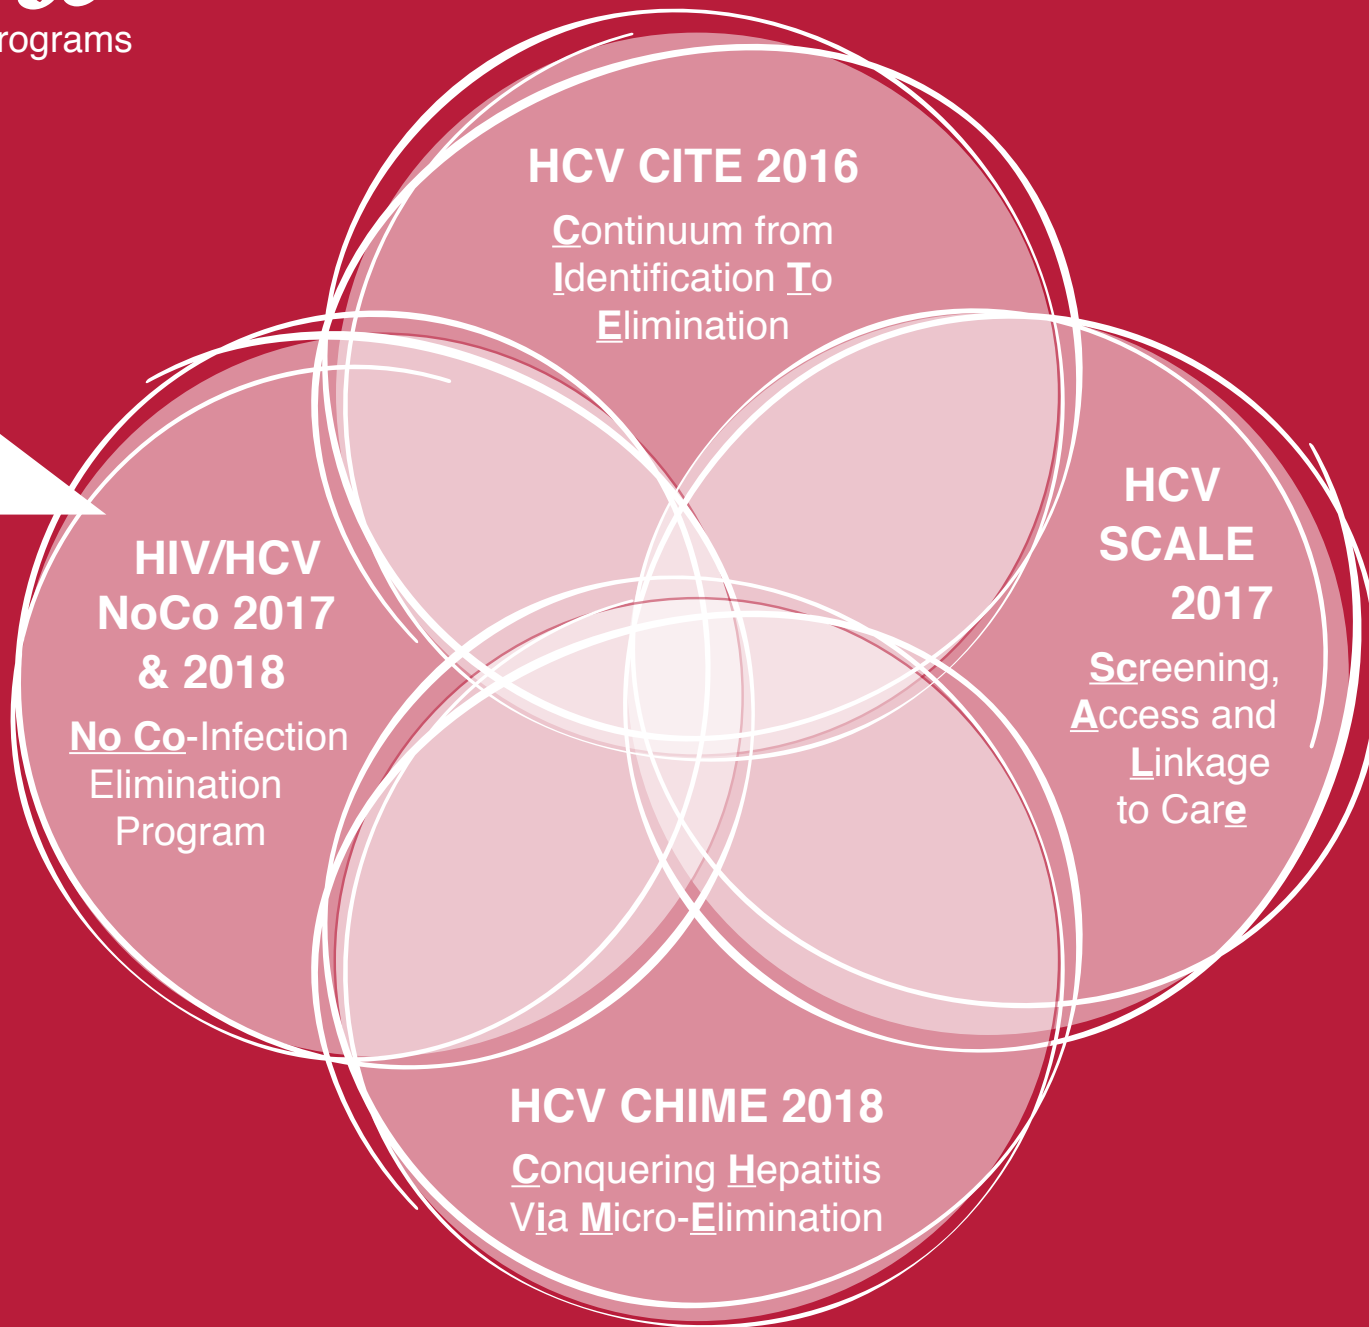 HCV CITE 2016
Continuum from
Identification To
Elimination
HIV/HCV
NoCo 2017
& 2018
No Co-Infection
Elimination
Program
HCV
SCALE
2017
Screening,
Access and
Linkage
to Care
HCV CHIME 2018
Conquering Hepatitis
Via Micro-Elimination